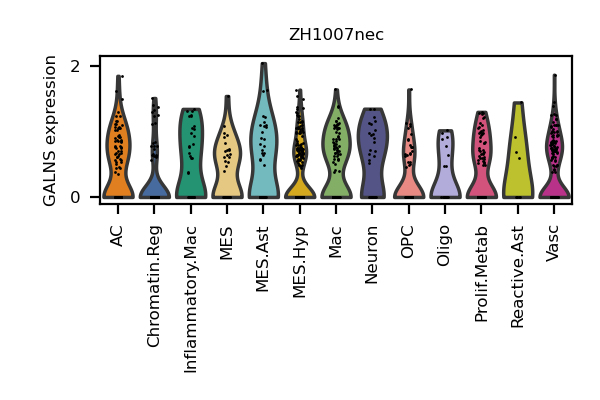 ZH1007nec
GALNS expression
2
0
AC
Chromatin.Reg
Inflammatory.Mac
MES
MES.Ast
MES.Hyp
Mac
Neuron
OPC
Oligo
Prolif.Metab
Reactive.Ast
Vasc